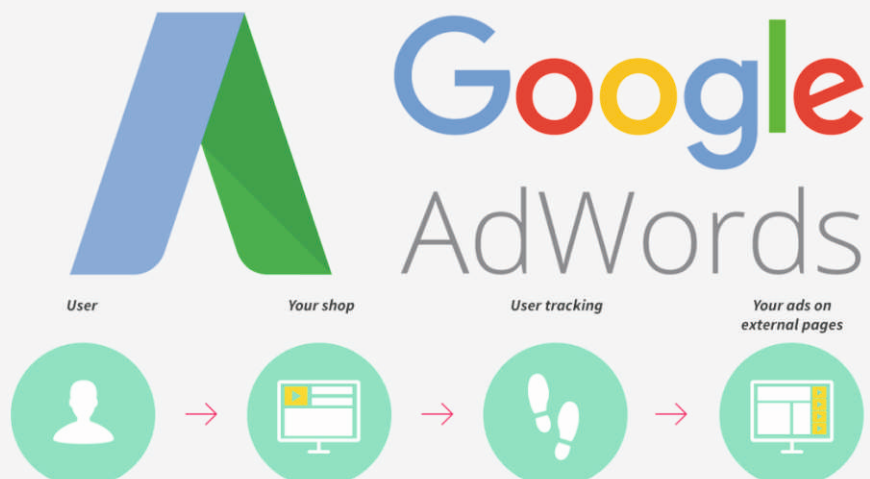 Google
AdWords
User
Your shop
User tracking
Your ads on
external pages